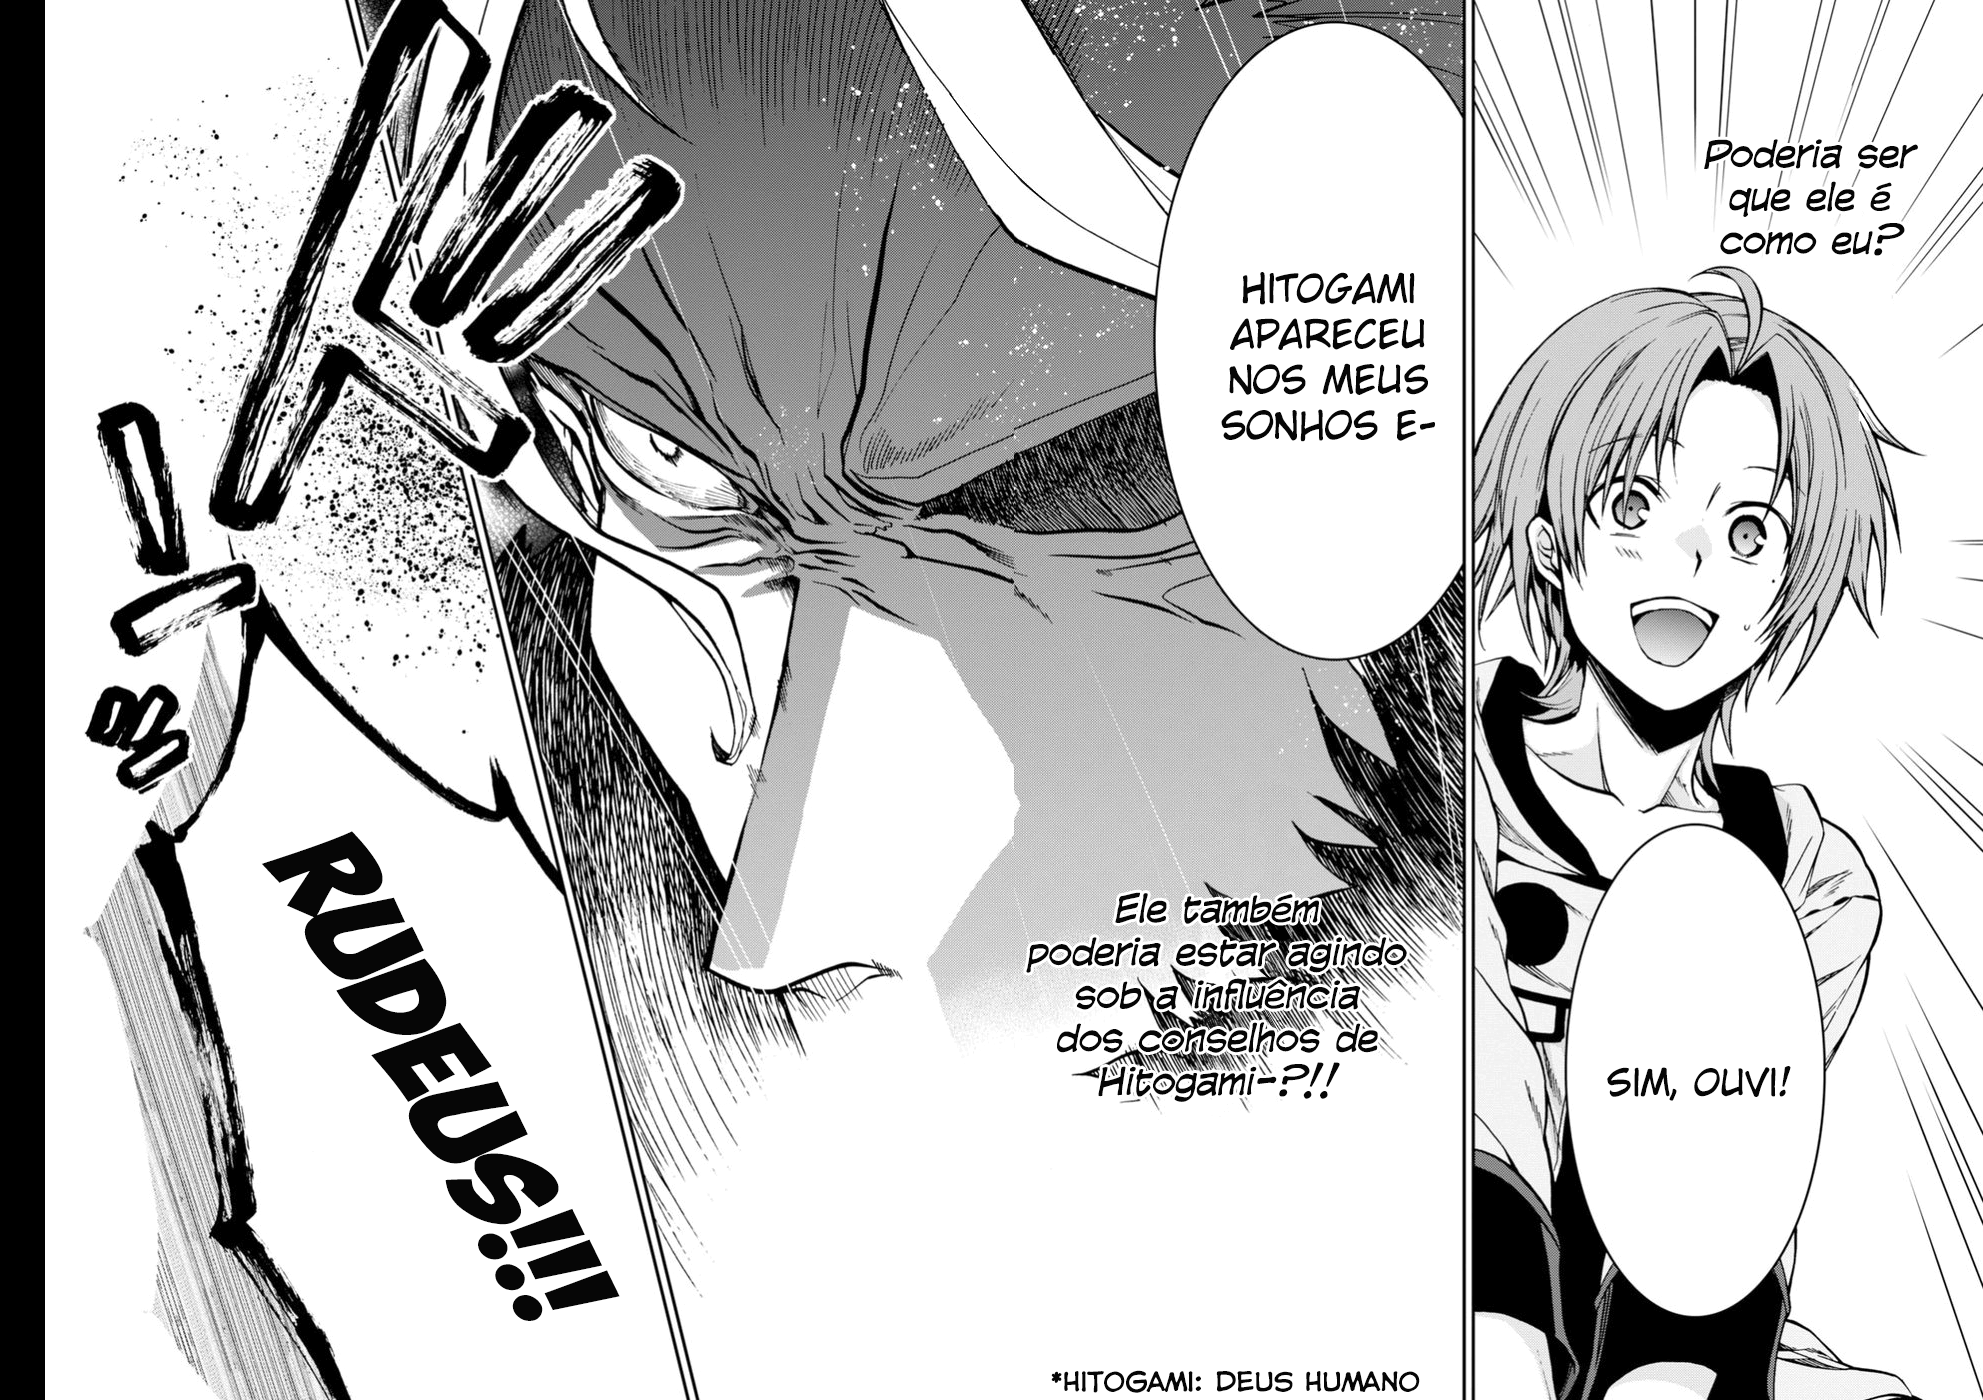 Poderia ser
que ele é
como eu?
SIM, OUVI!
HITOGAMI
APARECEU
NOS MEUS
SONHOS E-
Ele também
poderia estar agindo
sob a influência
dos conselhos de
Hitogami-?!!
RUDEUS!!!
*HITOGAMI: DEUS HUMANO